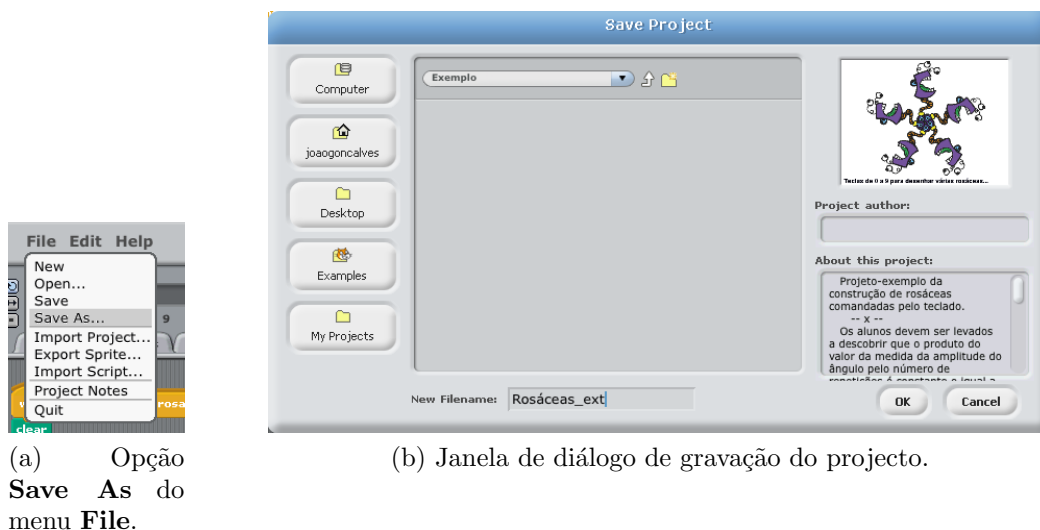 File Edit Help
New
Open...
Save
Save As...
9
Import Project...
Export Sprite...
Import Script...
Project Notes
Quit
rosa
clear
(a) Opção
Save As do
menu File.
Save Project
Computer
joaogoncalves
Desktop
Examples
My Projects
Exemplo
New Filename: Rosáceas_ext
Teclas de 0 a 9 para desenhar várias rosáceas...
Project author:
About this project:
Projeto-exemplo da
construção de rosáceas
comandadas pelo teclado.
-- x --
Os alunos devem ser levados
a descobrir que o produto do
valor da medida da amplitude do
ângulo pelo número de
repetições é constante e igual a
OK Cancel
(b) Janela de diálogo de gravação do projecto.